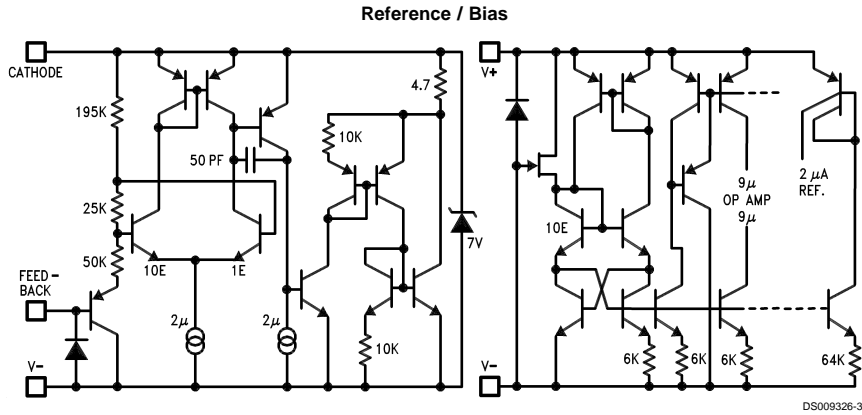 Reference / Bias
CATHODE
195K
50 PF
25K
50K
10E
1E
FEED-
BACK
2μ
2μ
V-
4.7
10K
10K
7V
V+
10E
9μ
OP AMP
9μ
2 μA
REF.
6K
6K
6K
64K
V-
DS009326-3